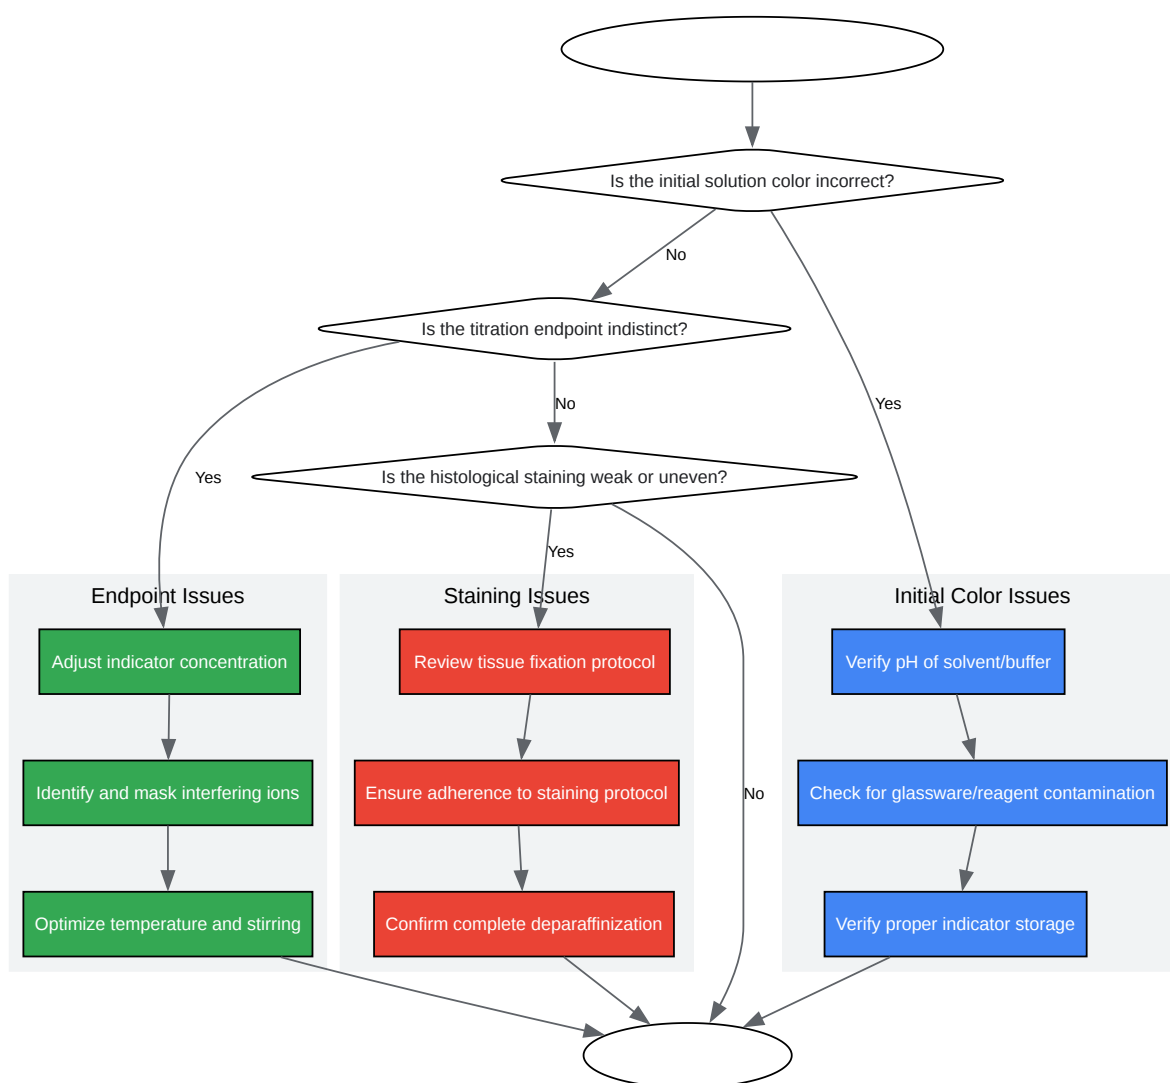 Is the initial solution color incorrect?
No
Is the titration endpoint indistinct?
Yes
No
Is the histological staining weak or uneven?
Yes
Yes
No
Endpoint Issues
Adjust indicator concentration
Identify and mask interfering ions
Optimize temperature and stirring
Staining Issues
Review tissue fixation protocol
Ensure adherence to staining protocol
Confirm complete deparaffinization
Initial Color Issues
Verify pH of solvent/buffer
Check for glassware/reagent contamination
Verify proper indicator storage